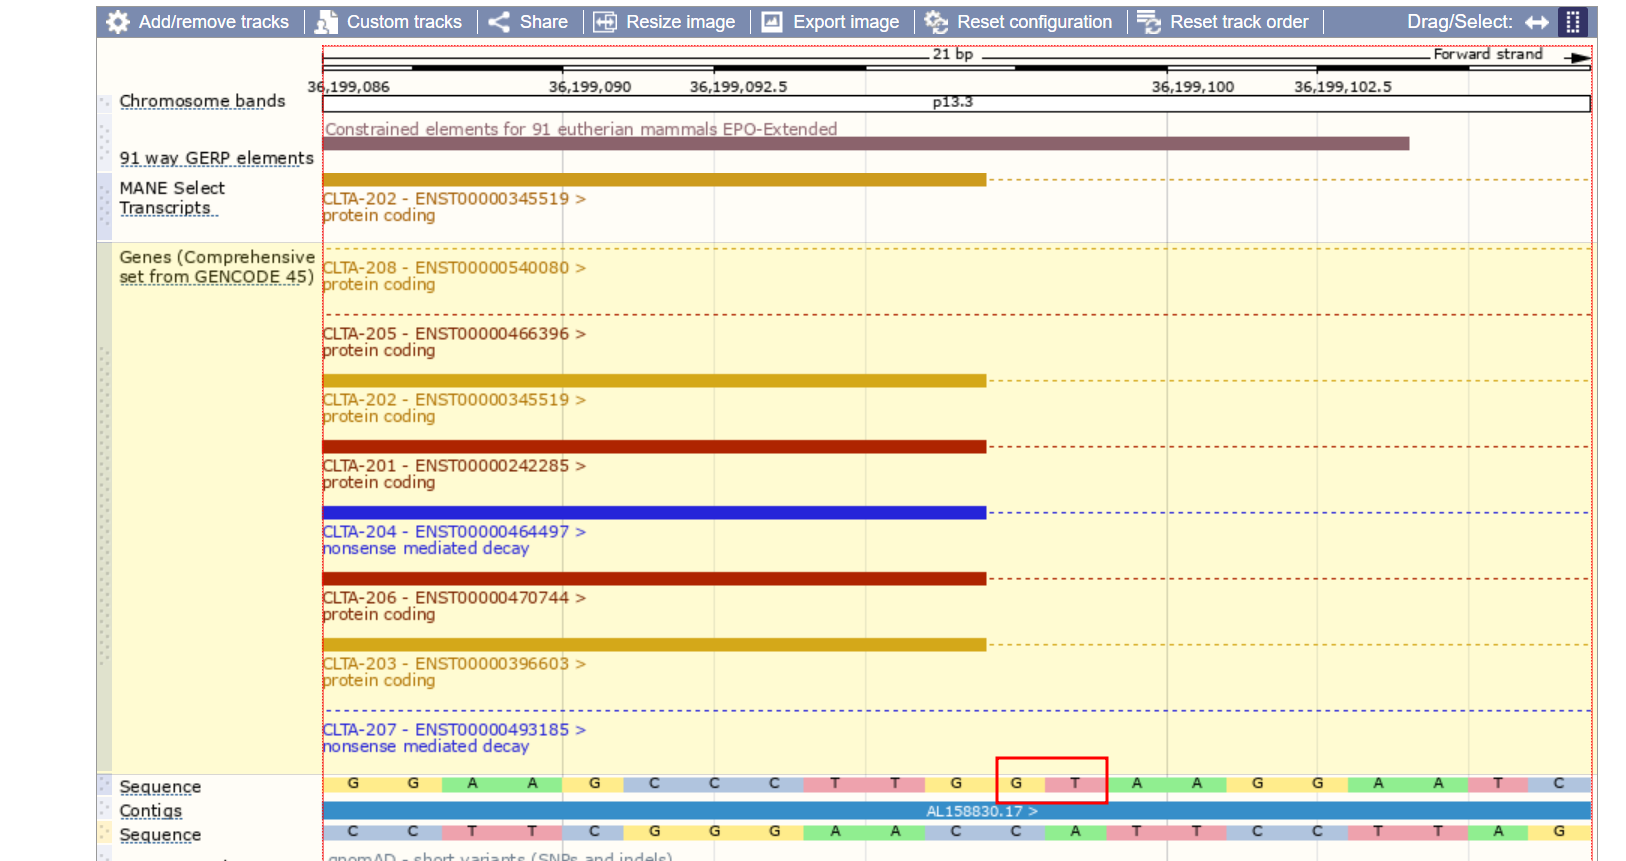 Add/remove tracks Custom tracks Share Resize image Export image Reset configuration Reset track order Drag/Select:
21 bp Forward strand
36,199,086 36,199,090 36,199,092.5 36,199,100 36,199,102.5
Chromosome bands p13.3
Constrained elements for 91 eutherian mammals EPO-Extended
91 way GERP elements
MANE Select
Transcripts
CLTA-202 - ENST00000345519 >
protein coding
Genes (Comprehensive
set from GENCODE 45)
CLTA-208 - ENST00000540080 >
protein coding
CLTA-205 - ENST00000466396 >
protein coding
CLTA-202 - ENST00000345519 >
protein coding
CLTA-201 - ENST00000242285 >
protein coding
CLTA-204 - ENST00000464497 >
nonsense mediated decay
CLTA-206 - ENST00000470744 >
protein coding
CLTA-203 - ENST00000396603 >
protein coding
CLTA-207 - ENST00000493185 >
nonsense mediated decay
Sequence G G A A G C C C T T G G T A A G G A A T C
Contigs AL158830.17 >
Sequence C C T T C G G G A A C C A T T C C T T A G
gnomAD - short variants (SNPs and indels)